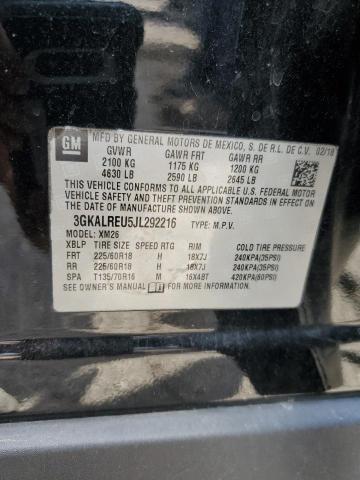 GM
MFD BY GENERAL MOTORS DE MEXICO, S. DE R.L. DE C.V. 02/18
GVWR GAWR FRT GAWR RR
2100 KG 1175 KG 1200 KG
4630 LB 2590 LB 2645 LB
THIS VEHICLE CONFORMS TO ALL APPLICABLE U.S. FEDERAL MOTOR VEHICLE SAFETY AND THEFT PREVENTION STANDARDS IN EFFECT ON THE DATE OF MANUFACTURE SHOWN ABOVE.
3GKALREU5JL292216 TYPE: M.P.V.
MODEL: XM26
XBLP TIRE SIZE SPEED RTG RIM COLD TIRE PRESSURE
FRT 225/60R18 H 18X7J 240KPA(35PSI)
RR 225/60R18 H 18X7J 240KPA(35PSI)
SPA T135/70R16 M 16X4BT 420KPA(60PSI)
SEE OWNER'S MANUAL FOR MORE INFORMATION.